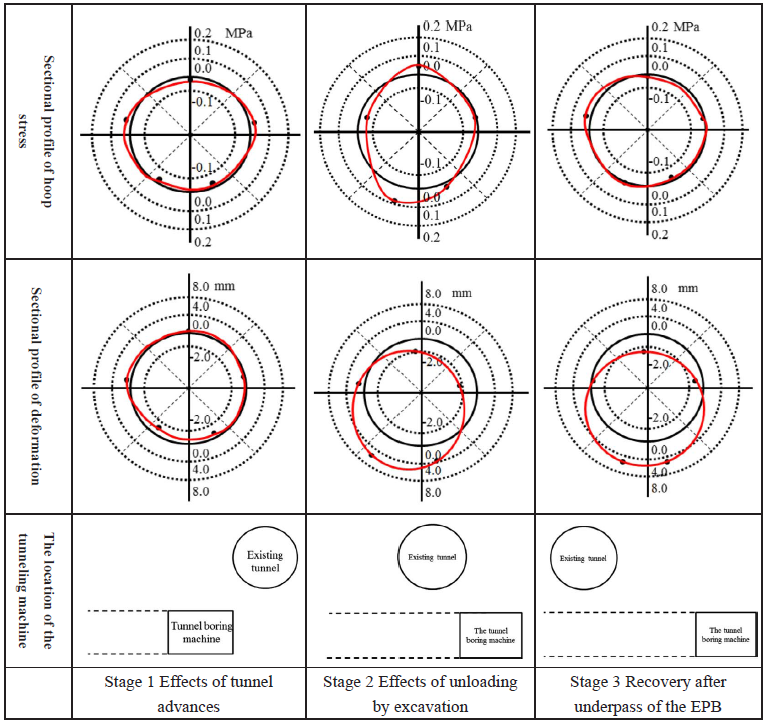 Sectional profile of hoop
stress
0.2 MPa
0.1
0.0
-0.1
-0.1
0.0
0.1
0.2
0.2 MPa
0.1
0.0
-0.1
-0.1
0.0
0.1
0.2
0.2 MPa
0.1
0.0
-0.1
-0.1
0.0
0.1
0.2
Sectional profile of deformation
8.0 mm
4.0
0.0
-2.0
-2.0
0.0
4.0
8.0
8.0 mm
4.0
0.0
-2.0
-2.0
0.0
4.0
8.0
8.0 mm
4.0
0.0
-2.0
-2.0
0.0
4.0
8.0
The location of the
tunneling machine
Existing
tunnel
Tunnel boring
machine
Existing tunnel
The tunnel
boring machine
Existing tunnel
The tunnel
boring machine
Stage 1 Effects of tunnel
advances
Stage 2 Effects of unloading
by excavation
Stage 3 Recovery after
underpass of the EPB